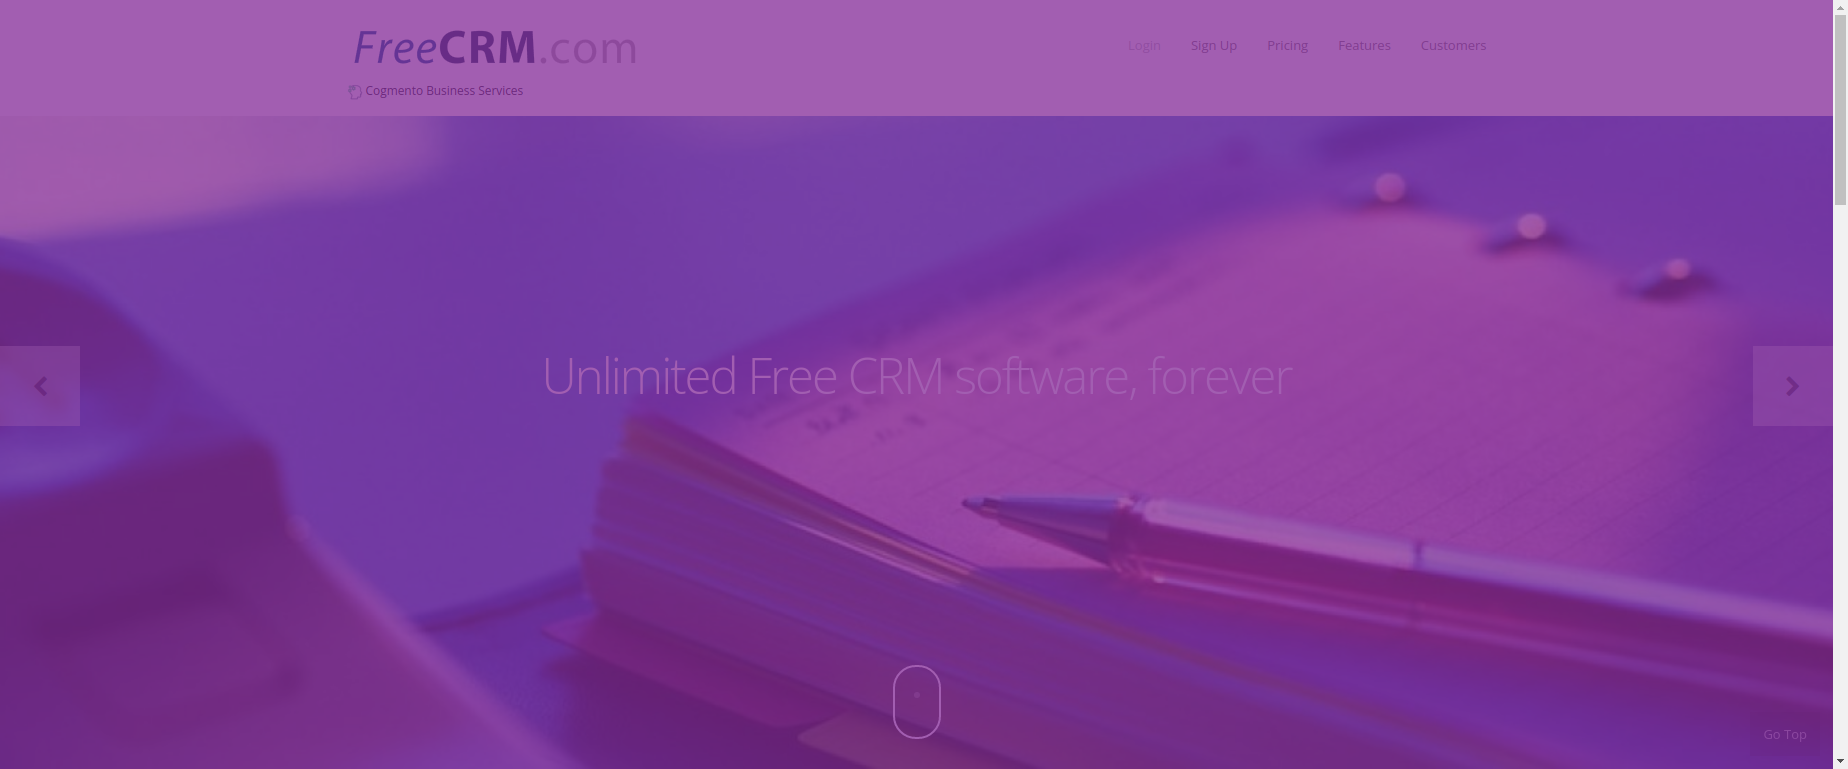 FreeCRM.com
Login Sign Up Pricing Features Customers
Cogmento Business Services
Unlimited Free CRM software, forever
Go Top